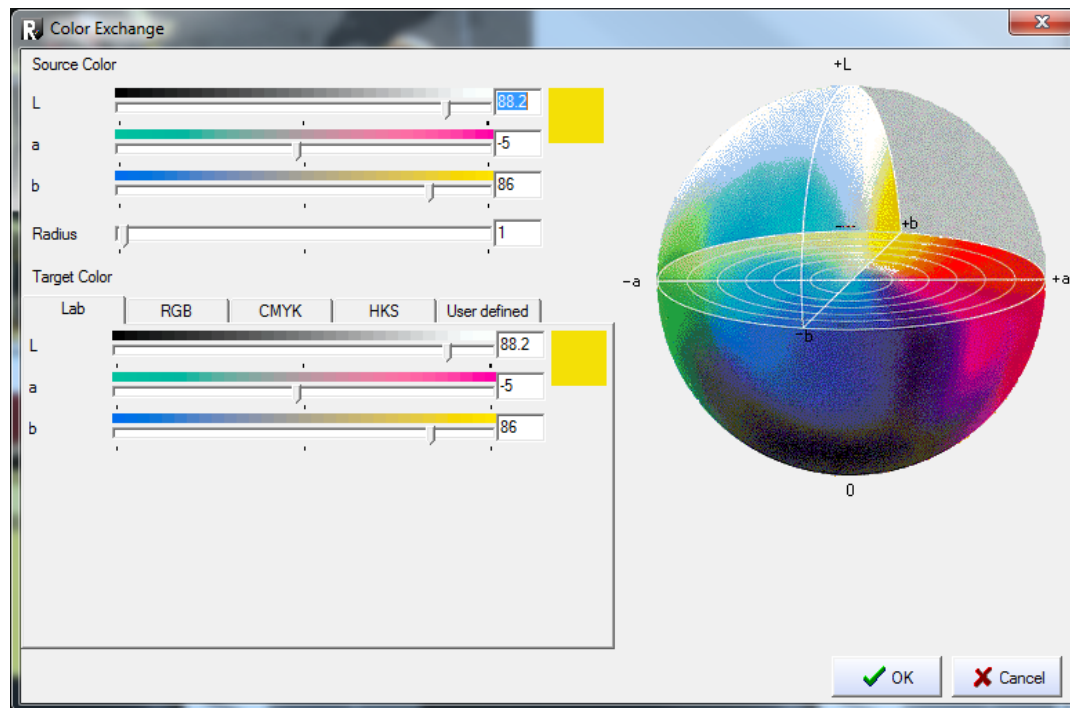 Color Exchange
Source Color
L 88.2
a -5
b 86
Radius 1
Target Color
Lab RGB CMYK HKS User defined
L 88.2
a -5
b 86
+L
+b
-a +a
-b
0
OK Cancel